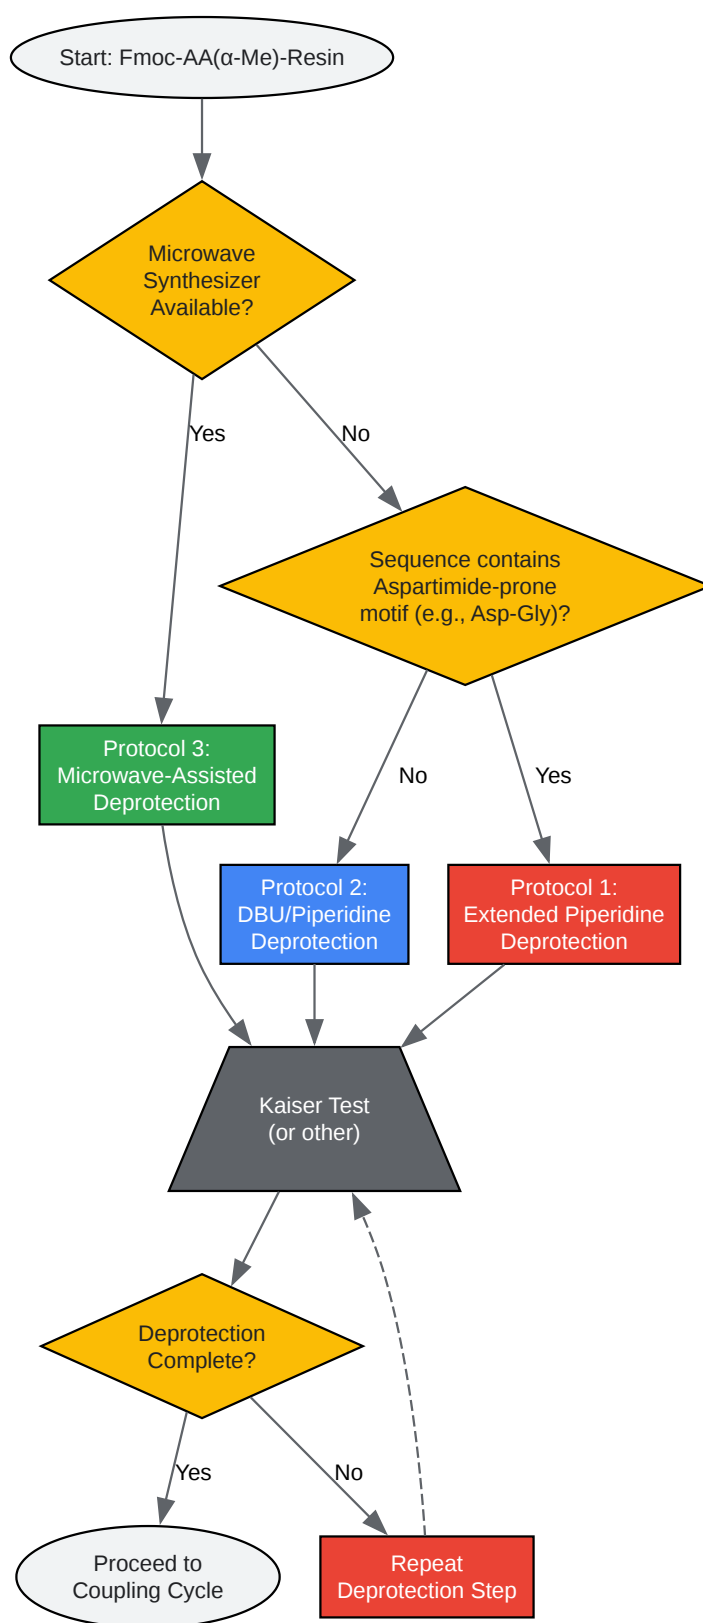 Start: Fmoc-AA(α-Me)-Resin
Microwave
Synthesizer
Available?
Yes
No
Sequence contains
Aspartimide-prone
motif (e.g., Asp-Gly)?
No
Yes
Protocol 3:
Microwave-Assisted
Deprotection
Protocol 2:
DBU/Piperidine
Deprotection
Protocol 1:
Extended Piperidine
Deprotection
Kaiser Test
(or other)
Deprotection
Complete?
Yes
No
Proceed to
Coupling Cycle
Repeat
Deprotection Step